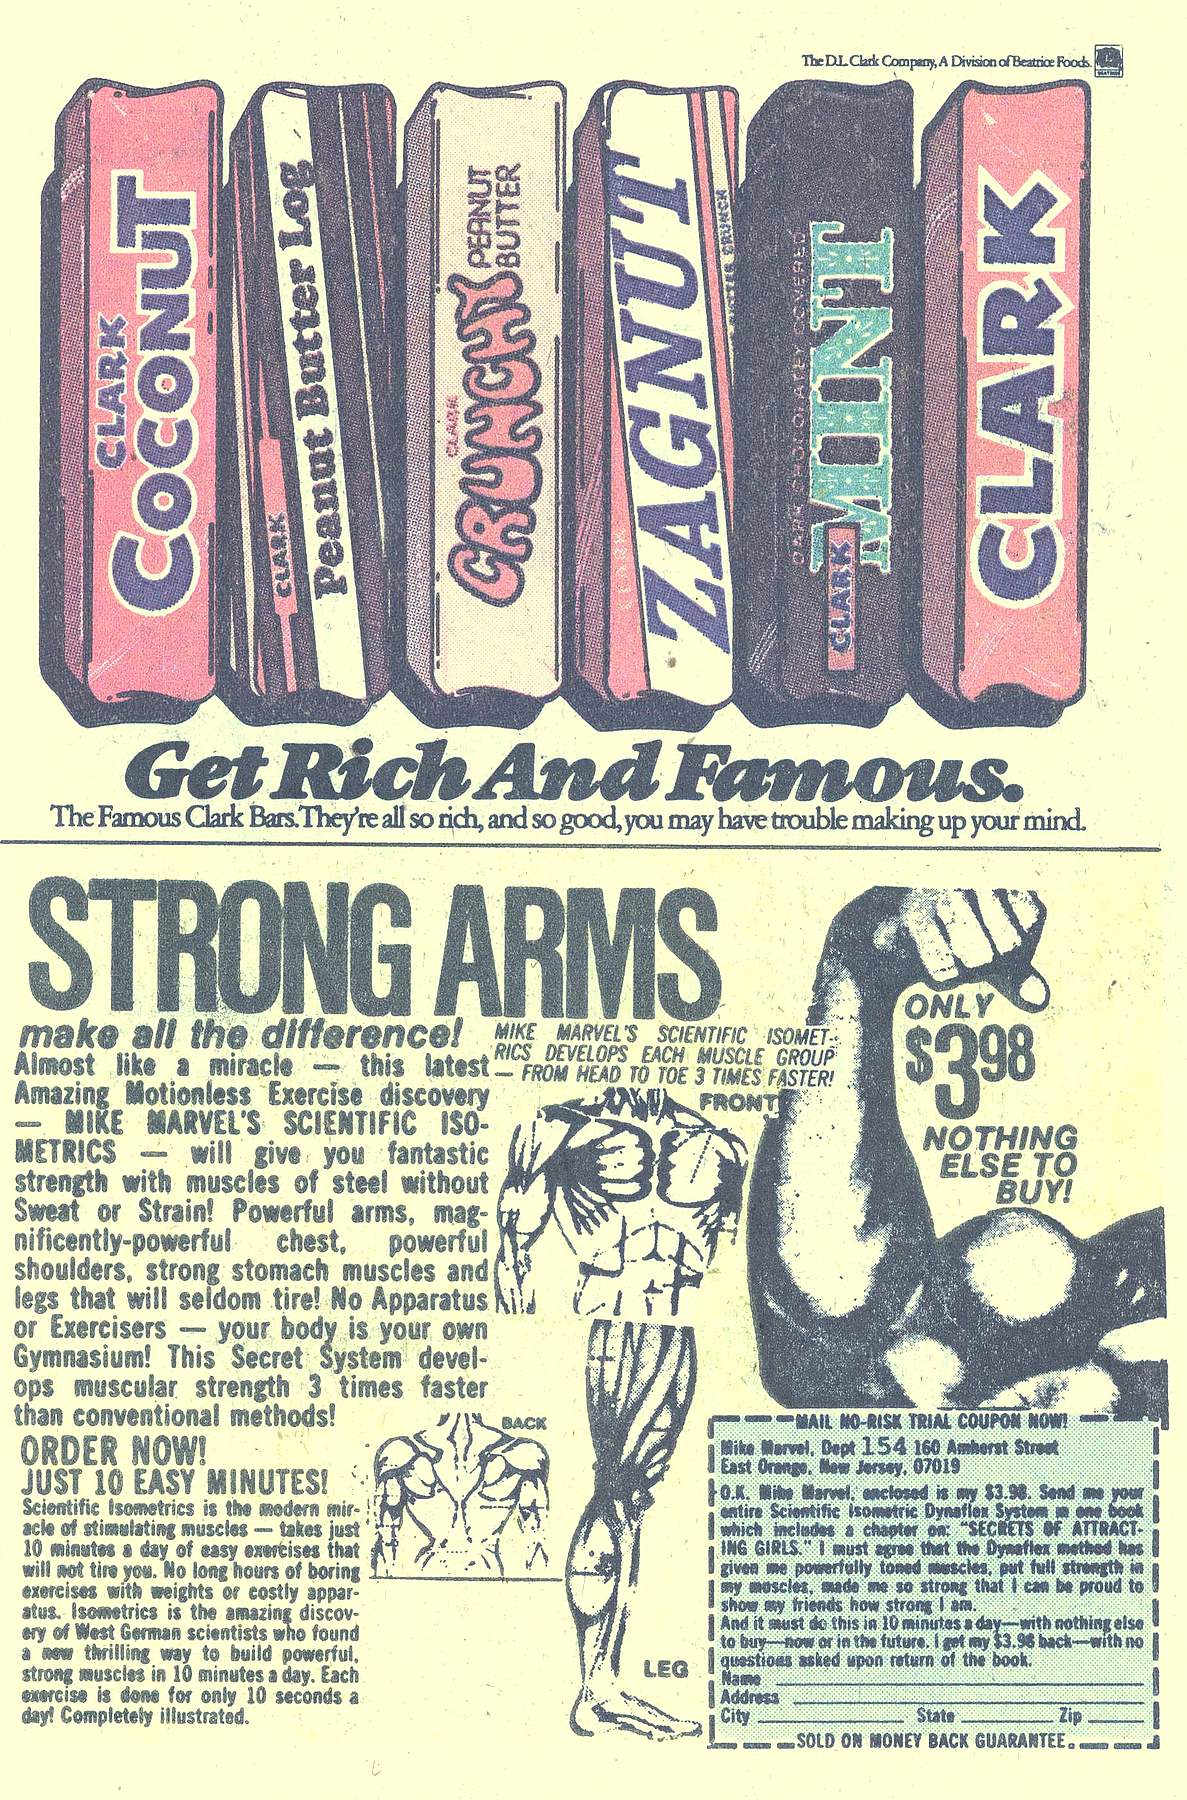 The D.L. Clark Company, A Division of Beatrice Foods.
BEATRICE
CLARK
COCONUT
CLARK
Peanut Butter Log
CLARK
CRUNCHY
PEANUT
BUTTER
CLARK
ZAGNUT
CRUNCH
DARK CHOCOLATEY COVERED
MINT
CLARK
CLARK
Get Rich And Famous.
The Famous Clark Bars. They're all so rich, and so good, you may have trouble making up your mind.
STRONG ARMS
make all the difference!
Almost like a miracle — this latest
Amazing Motionless Exercise discovery
— MIKE MARVEL'S SCIENTIFIC ISO-
METRICS — will give you fantastic
strength with muscles of steel without
Sweat or Strain! Powerful arms, mag-
nificently-powerful chest, powerful
shoulders, strong stomach muscles and
legs that will seldom tire! No Apparatus
or Exercisers — your body is your own
Gymnasium! This Secret System devel-
ops muscular strength 3 times faster
than conventional methods!
ORDER NOW!
JUST 10 EASY MINUTES!
Scientific Isometrics is the modern mir-
acle of stimulating muscles — takes just
10 minutes a day of easy exercises that
will not tire you. No long hours of boring
exercises with weights or costly appar-
atus. Isometrics is the amazing discov-
ery of West German scientists who found
a new thrilling way to build powerful,
strong muscles in 10 minutes a day. Each
exercise is done for only 10 seconds a
day! Completely illustrated.
MIKE MARVEL'S SCIENTIFIC ISOMET-
RICS DEVELOPS EACH MUSCLE GROUP
— FROM HEAD TO TOE 3 TIMES FASTER!
FRONT
BACK
LEG
ONLY
$3.98
NOTHING
ELSE TO
BUY!
MAIL NO-RISK TRIAL COUPON NOW!
Mike Marvel, Dept 154 160 Amherst Street
East Orange, New Jersey, 07019
O.K. Mike Marvel, enclosed is my $3.98. Send me your
entire Scientific Isometric Dynaflex System in one book
which includes a chapter on: "SECRETS OF ATTRACT-
ING GIRLS." I must agree that the Dynaflex method has
given me powerfully toned muscles, put full strength in
my muscles, made me so strong that I can be proud to
show my friends how strong I am.
And it must do this in 10 minutes a day—with nothing else
to buy—now or in the future. I get my $3.98 back—with no
questions asked upon return of the book.
Name
Address
City State Zip
SOLD ON MONEY BACK GUARANTEE.